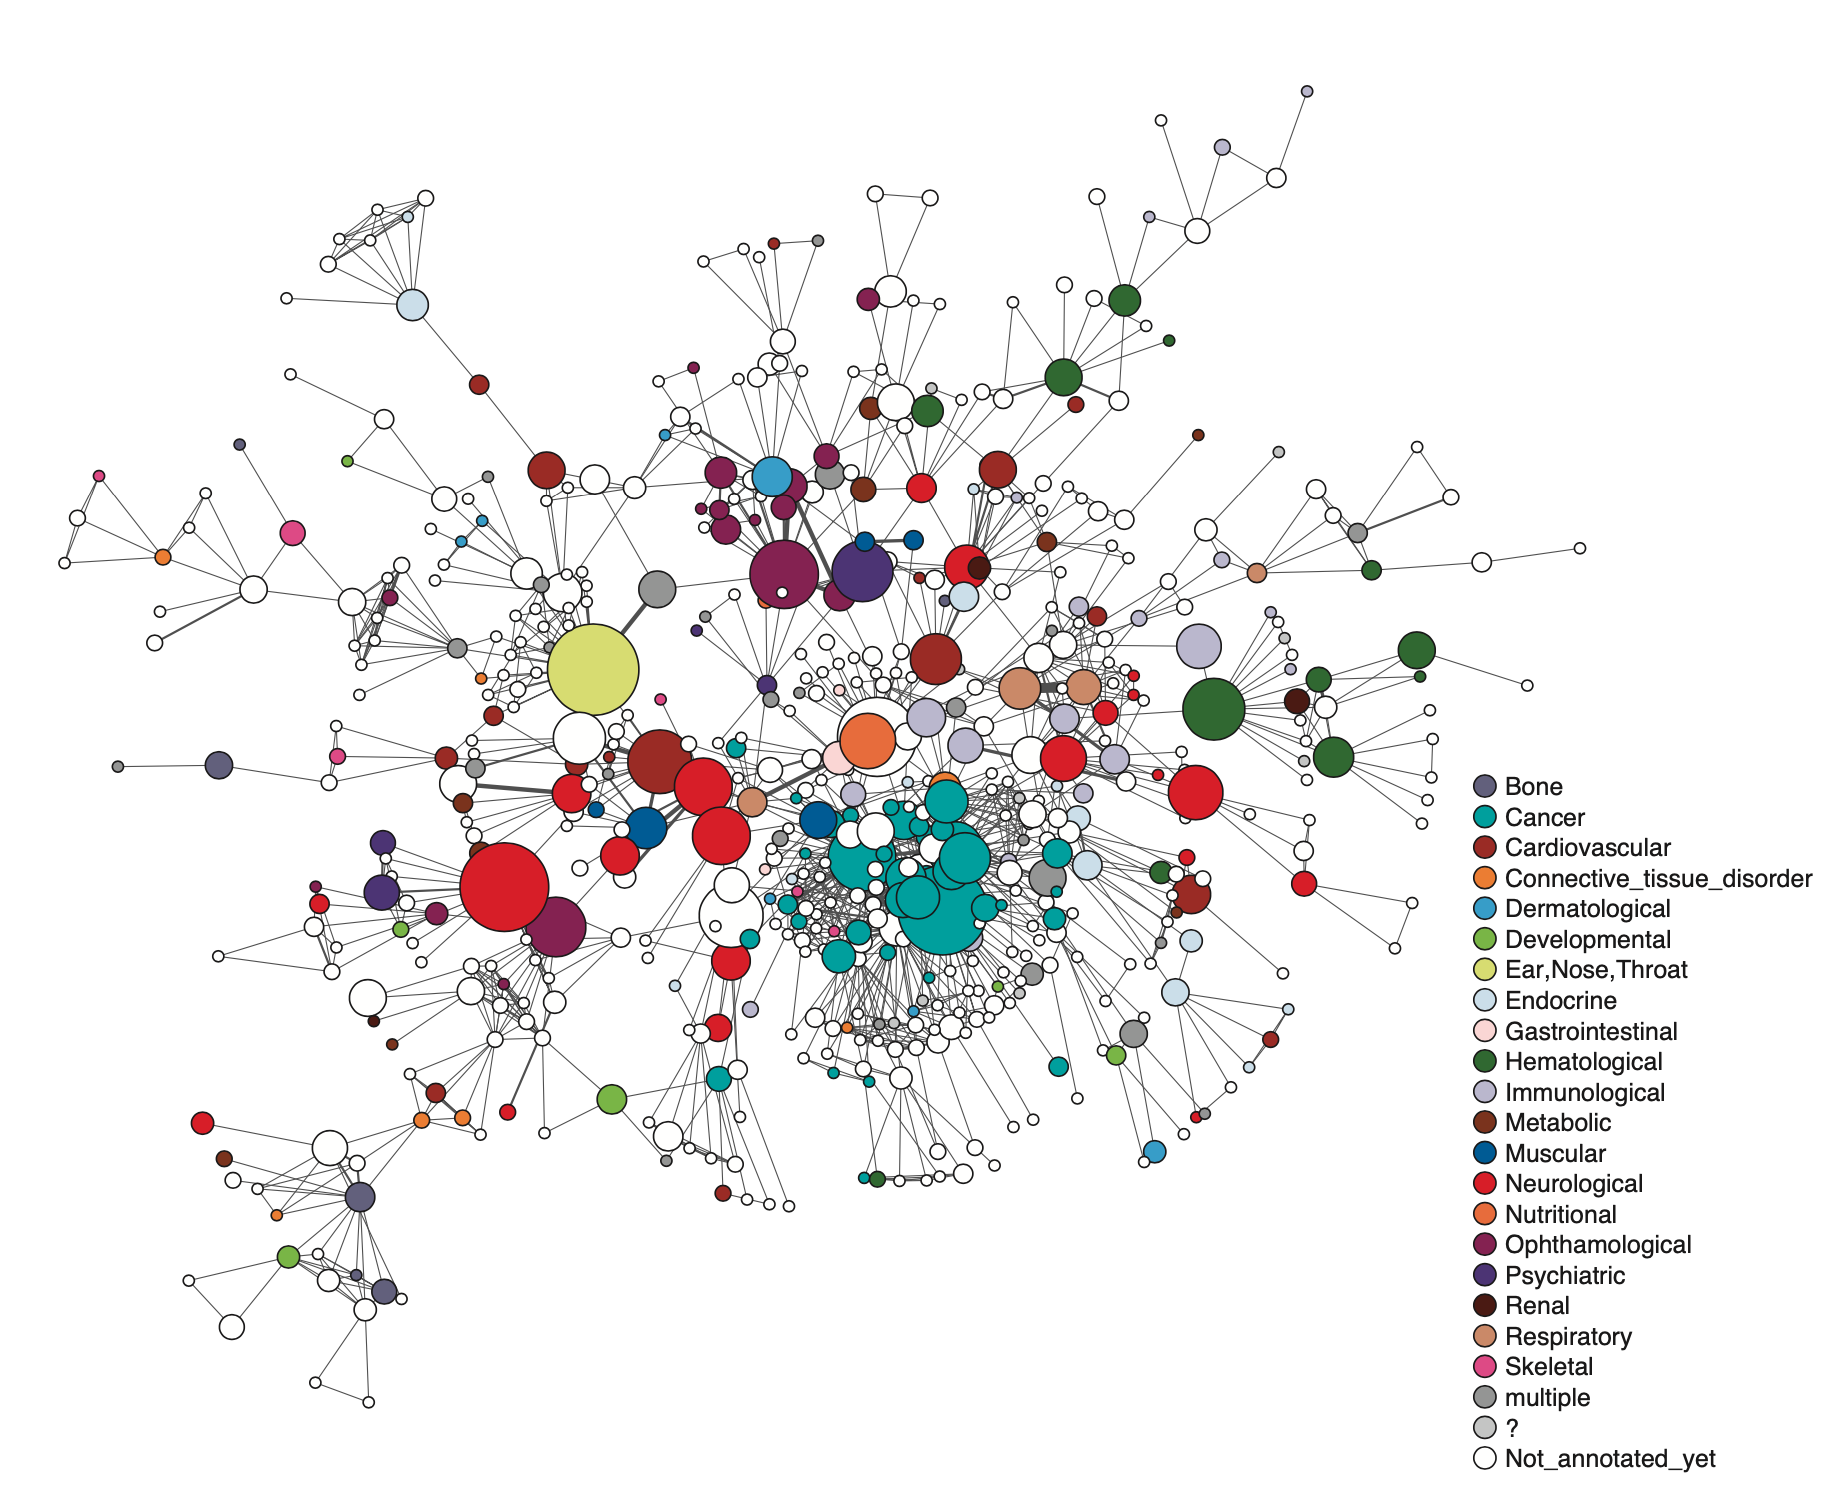 Bone
Cancer
Cardiovascular
Connective_tissue_disorder
Dermatological
Developmental
Ear,Nose,Throat
Endocrine
Gastrointestinal
Hematological
Immunological
Metabolic
Muscular
Neurological
Nutritional
Ophthamological
Psychiatric
Renal
Respiratory
Skeletal
multiple
?
Not_annotated_yet